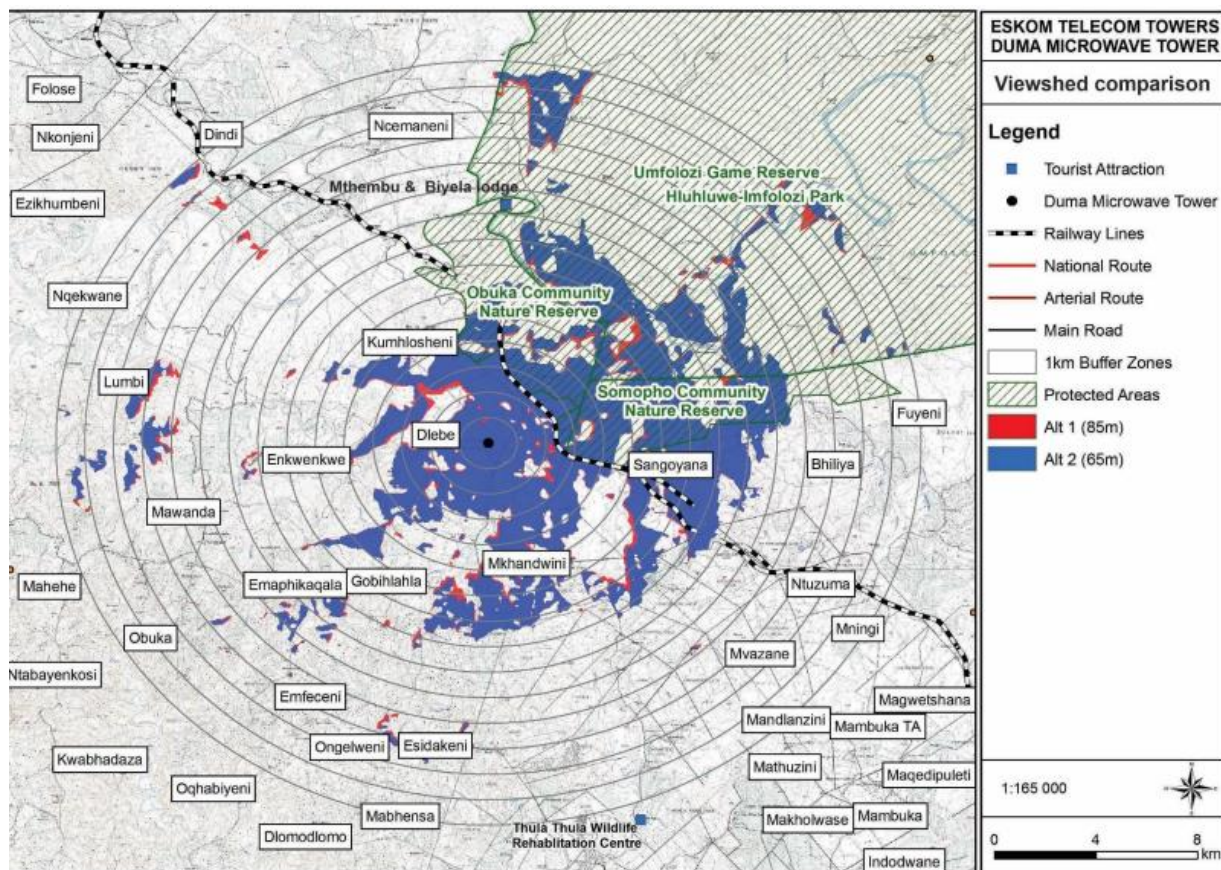 ESKOM TELECOM TOWERS
DUMA MICROWAVE TOWER
Viewshed comparison
Legend
Tourist Attraction
Duma Microwave Tower
Railway Lines
National Route
Arterial Route
Main Road
1km Buffer Zones
Protected Areas
Alt 1 (85m)
Alt 2 (65m)
1:165 000
0 4 8
km
Folose
Nkonjeni
Dindi
Ncemaneni
Ezikhumbeni
Mthembu & Biyela lodge
Umfolozi Game Reserve
Hluhluwe-Imfolozi Park
Nqekwane
Obuka Community
Nature Reserve
Kumhlosheni
Lumbi
Somopho Community
Nature Reserve
Fuyeni
Dlebe
Enkwenkwe
Sangoyana
Bhiliya
Mawanda
Mkhandwini
Mahehe
Emaphikaqala
Gobihlahla
Ntuzuma
Obuka
Mningi
Mvazane
Ntabayenkosi
Emfeceni
Magwetshana
Mandlanzini
Mambuka TA
Ongelweni
Esidakeni
Kwabhadaza
Mathuzini
Maqedipuleti
Oqhabiyeni
Mabhensa
Makholwase
Mambuka
Dlomodlomo
Thula Thula Wildlife
Rehablitation Centre
Indodwane